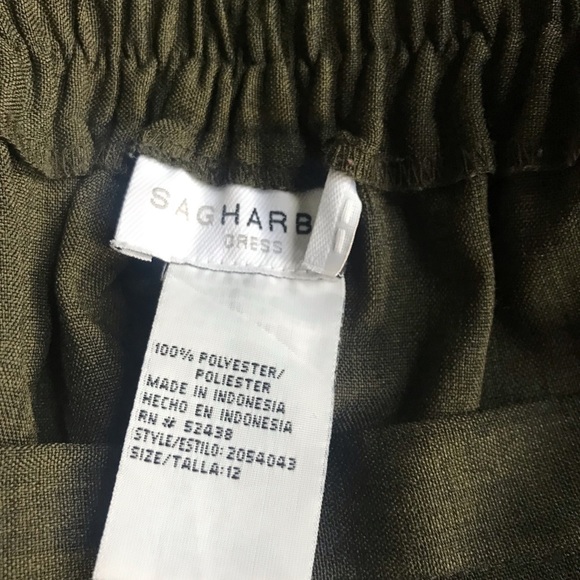 SAGHARB
DRESS
100% POLYESTER/
POLIESTER
MADE IN INDONESIA
HECHO EN INDONESIA
RN # 52438
STYLE/ESTILO: 2054043
SIZE/TALLA: 12